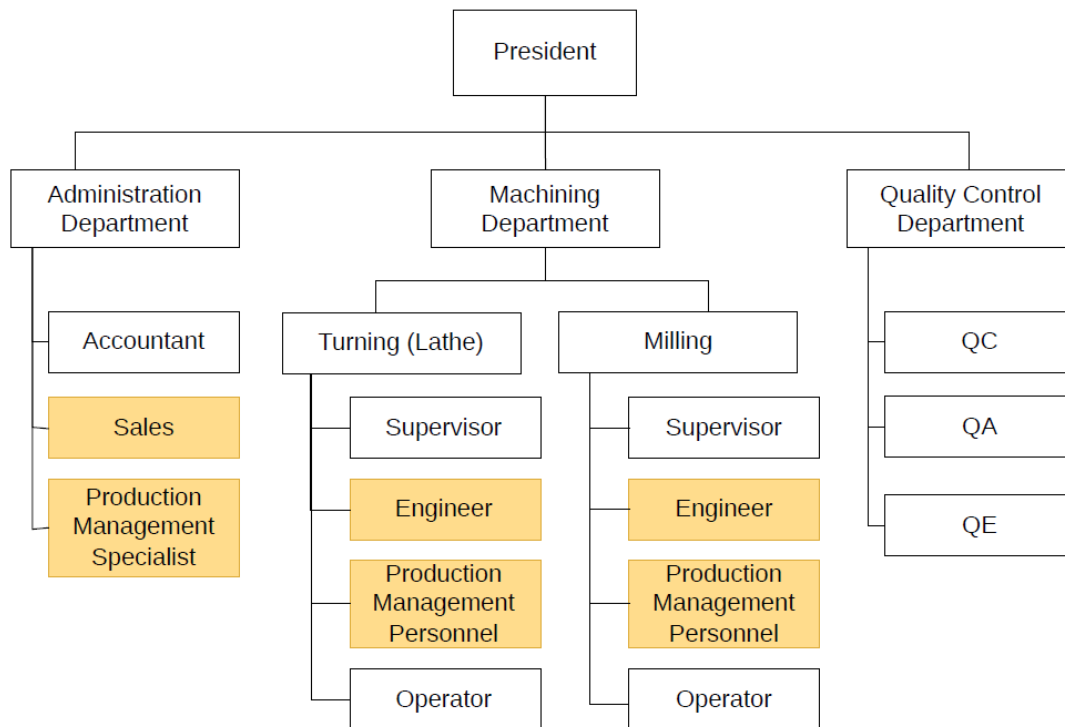 President
Administration
Department
Machining
Department
Quality Control
Department
Accountant
Sales
Production
Management
Specialist
Turning (Lathe)
Supervisor
Engineer
Production
Management
Personnel
Operator
Milling
Supervisor
Engineer
Production
Management
Personnel
Operator
QC
QA
QE